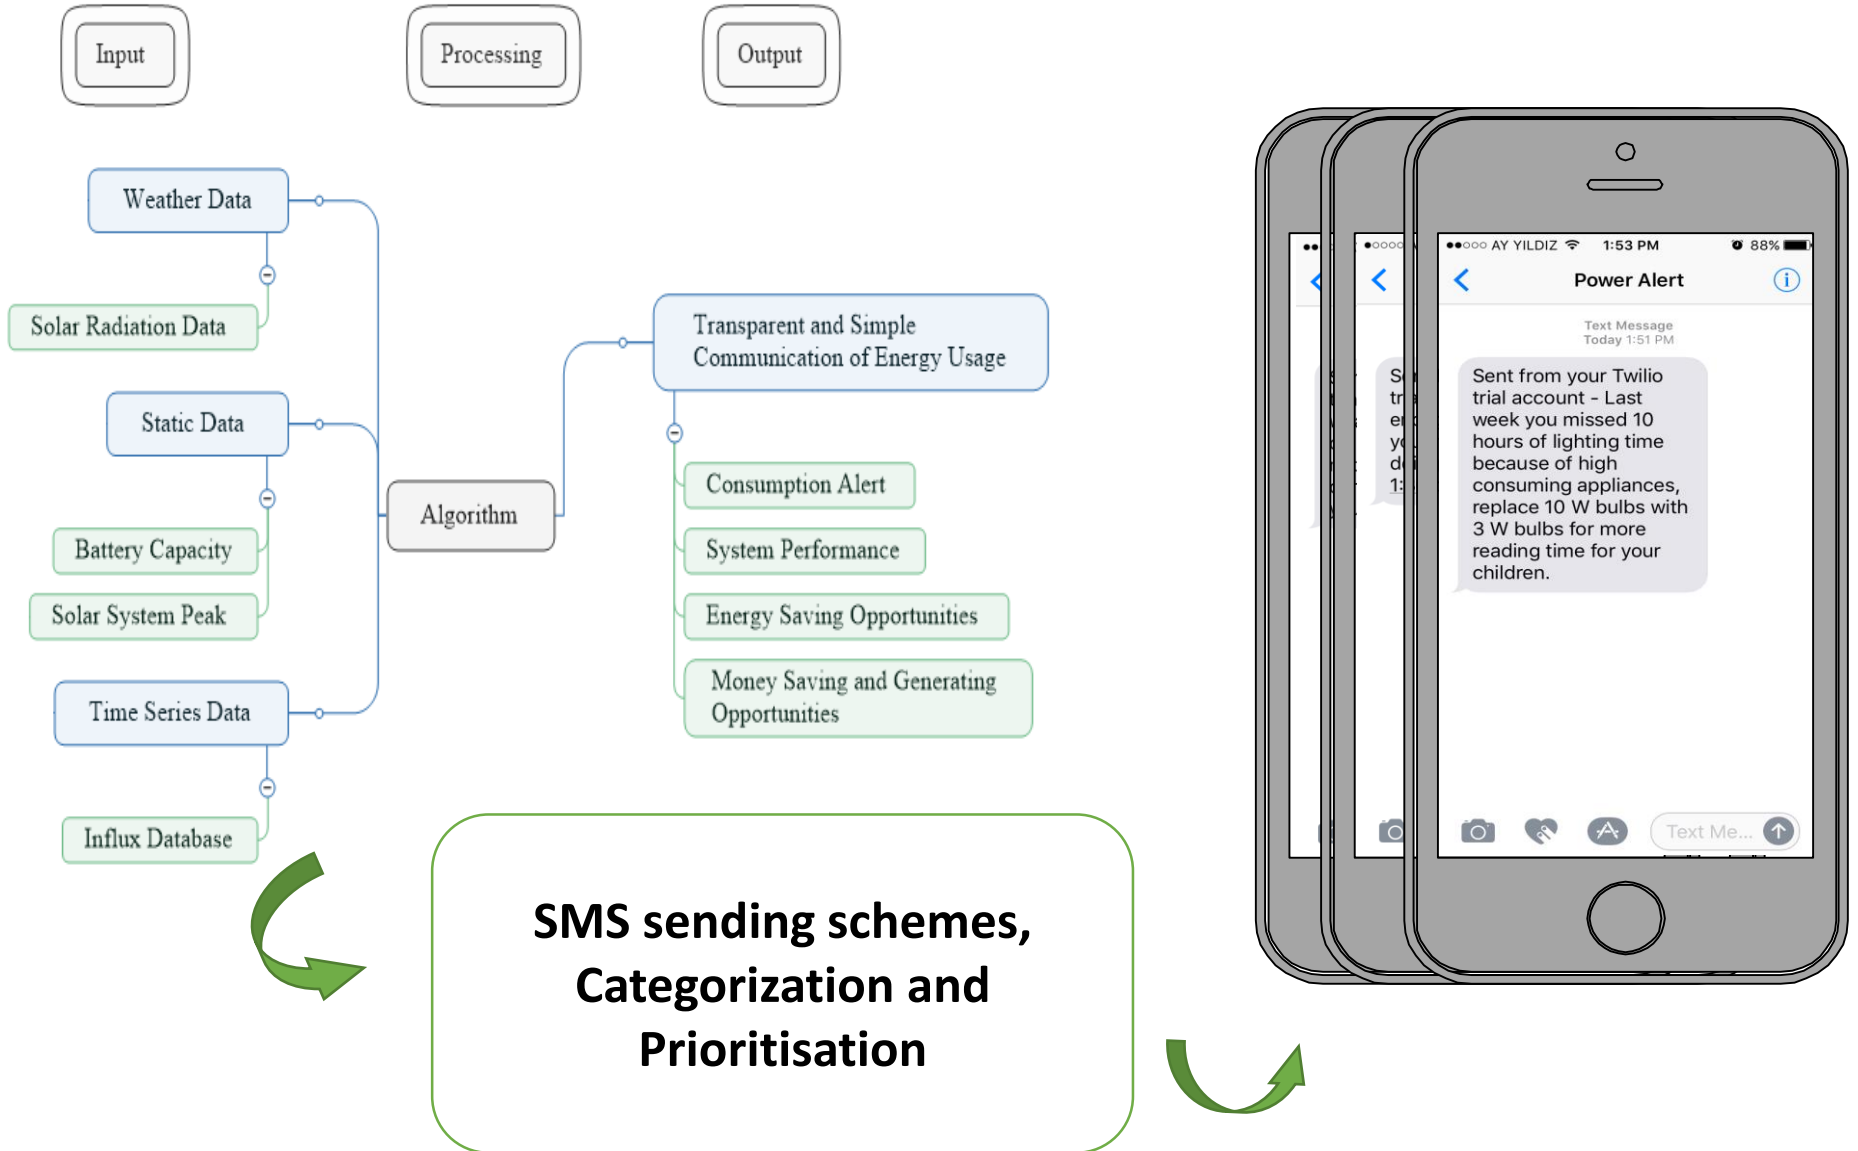 Input
Processing
Output
Weather Data
Solar Radiation Data
Static Data
Battery Capacity
Solar System Peak
Time Series Data
Influx Database
Algorithm
Transparent and Simple
Communication of Energy Usage
Consumption Alert
System Performance
Energy Saving Opportunities
Money Saving and Generating
Opportunities
SMS sending schemes,
Categorization and
Prioritisation
AY YILDIZ 1:53 PM 88%
Power Alert
Text Message
Today 1:51 PM
Sent from your Twilio
trial account - Last
week you missed 10
hours of lighting time
because of high
consuming appliances,
replace 10 W bulbs with
3 W bulbs for more
reading time for your
children.
Text Me...